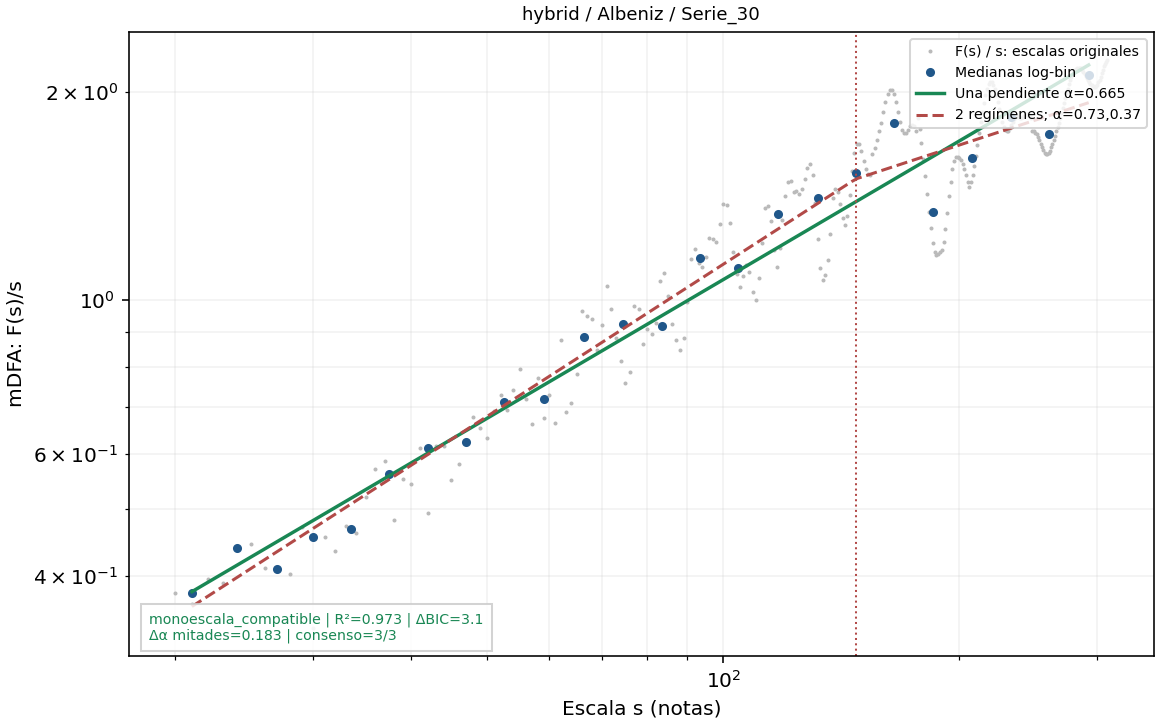 hybrid / Albeniz / Serie_30
F(s) / s: escalas originales
Medianas log-bin
Una pendiente α=0.665
2 regímenes; α=0.73,0.37
mDFA: F(s)/s
2 × 10⁰
10⁰
6 × 10⁻¹
4 × 10⁻¹
monoescala_compatible | R²=0.973 | ΔBIC=3.1
Δα mitades=0.183 | consenso=3/3
10²
Escala s (notas)